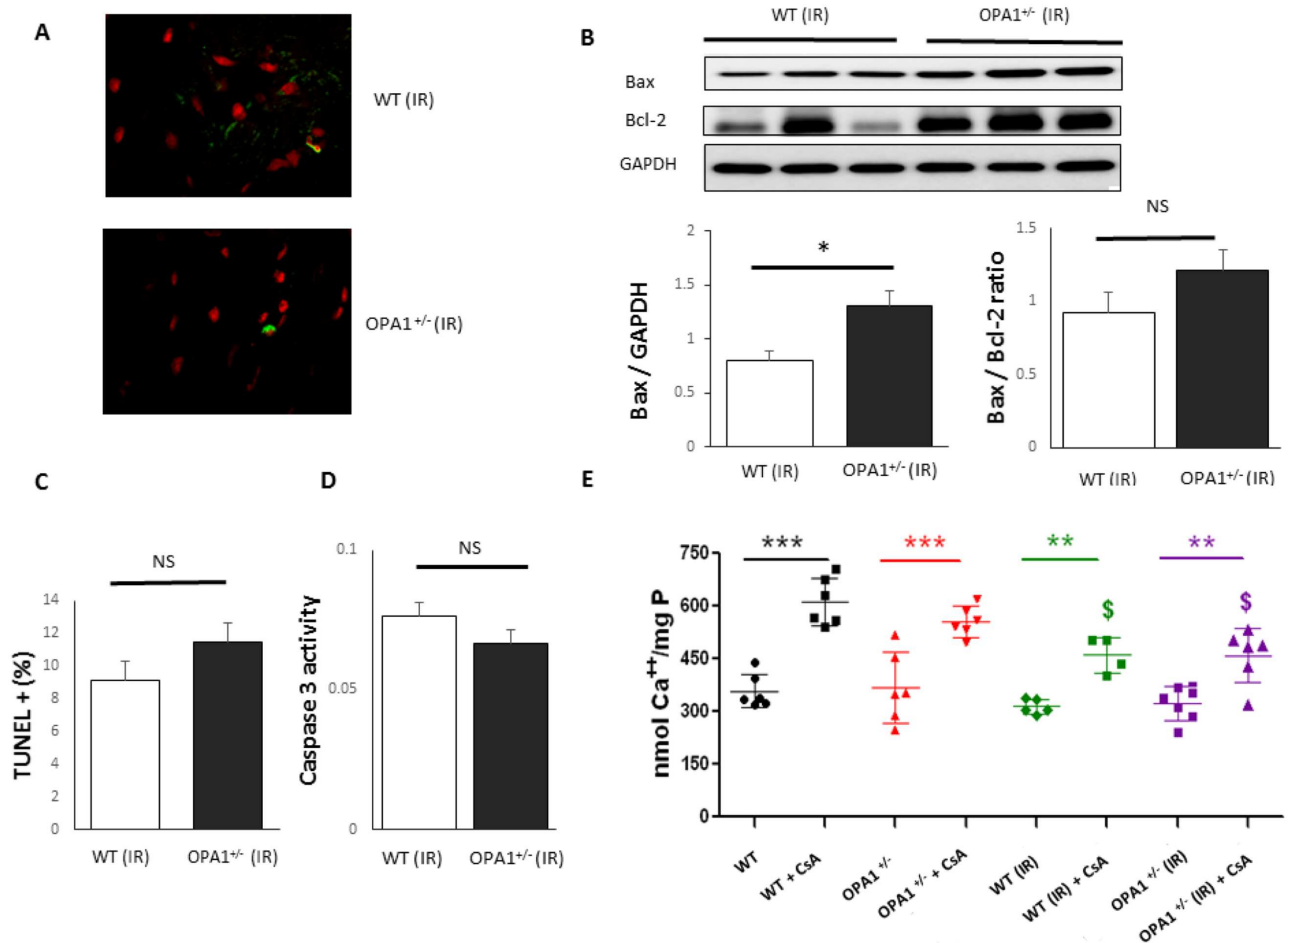 A
WT (IR)
OPA1+/- (IR)
B
WT (IR)
OPA1+/- (IR)
Bax
Bcl-2
GAPDH
Bax / GAPDH
2
1.5
1
0.5
0
*
WT (IR)
OPA1+/- (IR)
Bax / Bcl-2 ratio
1.5
1
0.5
0
NS
WT (IR)
OPA1+/- (IR)
C
TUNEL + (%)
14
12
10
8
6
4
2
0
NS
WT (IR)
OPA1+/- (IR)
D
Caspase 3 activity
0.1
0.05
0
NS
WT (IR)
OPA1+/- (IR)
E
nmol Ca++/mg P
750
600
450
300
150
0
***
***
**
**
$
$
WT
WT + CsA
OPA1 +/-
OPA1 +/- + CsA
WT (IR)
WT (IR) + CsA
OPA1 +/- (IR)
OPA1 +/- (IR) + CsA